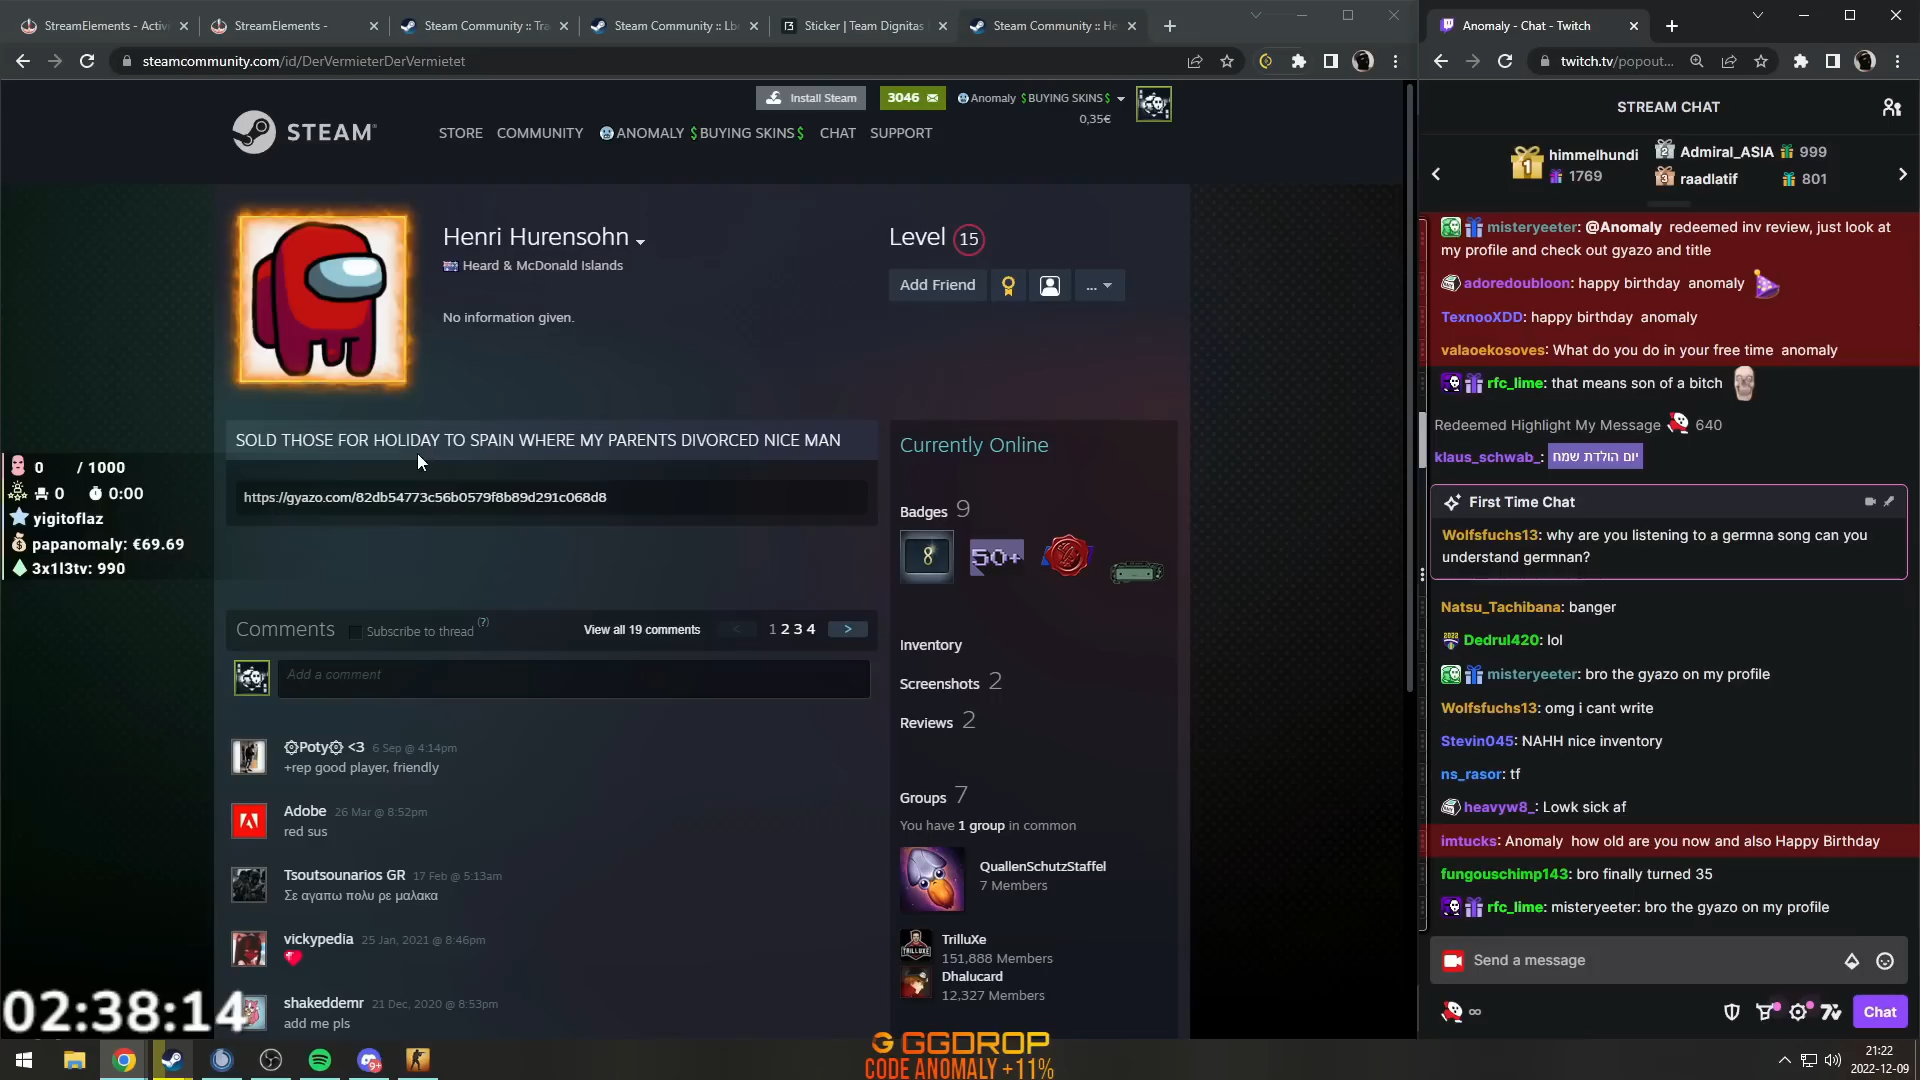 StreamElements - Activ
StreamElements -
Steam Community :: Tra
Steam Community :: Lbe
Sticker | Team Dignitas
Steam Community :: He
Anomaly - Chat - Twitch
steamcommunity.com/id/DerVermieterDerVermietet
twitch.tv/popout...
Install Steam
3046
Anomaly $BUYING SKINS$
0,35€
STEAM
STORE COMMUNITY ANOMALY $BUYING SKINS$ CHAT SUPPORT
Henri Hurensohn
Heard & McDonald Islands
No information given.
Level 15
Add Friend
...
SOLD THOSE FOR HOLIDAY TO SPAIN WHERE MY PARENTS DIVORCED NICE MAN
https://gyazo.com/82db54773c56b0579f8b89d291c068d8
Currently Online
Badges 9
8
50+
Inventory
Screenshots 2
Reviews 2
Groups 7
You have 1 group in common
QuallenSchutzStaffel
7 Members
TrilluXe
151,888 Members
Dhalucard
12,327 Members
Comments Subscribe to thread (?) View all 19 comments < 1 2 3 4 >
Add a comment
Poty <3 6 Sep @ 4:14pm
+rep good player, friendly
Adobe 26 Mar @ 8:52pm
red sus
Tsoutsounarios GR 17 Feb @ 5:13am
Σε αγαπω πολυ ρε μαλακα
vickypedia 25 Jan, 2021 @ 8:46pm
shakeddemr 21 Dec, 2020 @ 8:53pm
add me pls
0 / 1000
0 0:00
yigitoflaz
papanomaly: €69.69
3x1l3tv: 990
02:38:14
GGDROP
CODE ANOMALY +11%
STREAM CHAT
1 himmelhundi
1769
2 Admiral_ASIA 999
3 raadlatif 801
misteryeeter: @Anomaly redeemed inv review, just look at
my profile and check out gyazo and title
adoredoubloon: happy birthday anomaly
TexnooXDD: happy birthday anomaly
valaoekosoves: What do you do in your free time anomaly
rfc_lime: that means son of a bitch
Redeemed Highlight My Message 640
klaus_schwab_: יום הולדת שמח
First Time Chat
Wolfsfuchs13: why are you listening to a germna song can you
understand germnan?
Natsu_Tachibana: banger
Dedrul420: lol
misteryeeter: bro the gyazo on my profile
Wolfsfuchs13: omg i cant write
Stevin045: NAHH nice inventory
ns_rasor: tf
heavyw8_: Lowk sick af
imtucks: Anomaly how old are you now and also Happy Birthday
fungouschimp143: bro finally turned 35
rfc_lime: misteryeeter: bro the gyazo on my profile
Send a message
∞
Chat
9+
21:22
2022-12-09